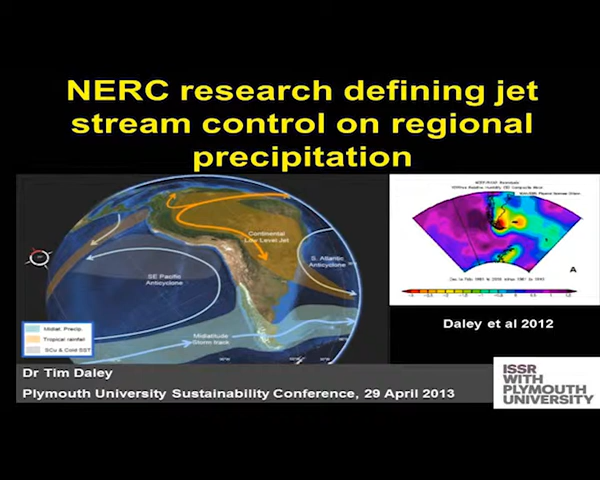 NERC research defining jet
stream control on regional
precipitation
Continental
Low Level Jet
S. Atlantic
Anticyclone
SE Pacific
Anticyclone
Midlatitude
Storm track
Midlat. Precip.
Tropical rainfall
SCu & Cold SST
A
Daley et al 2012
Dr Tim Daley
Plymouth University Sustainability Conference, 29 April 2013
ISSR
WITH
PLYMOUTH
UNIVERSITY